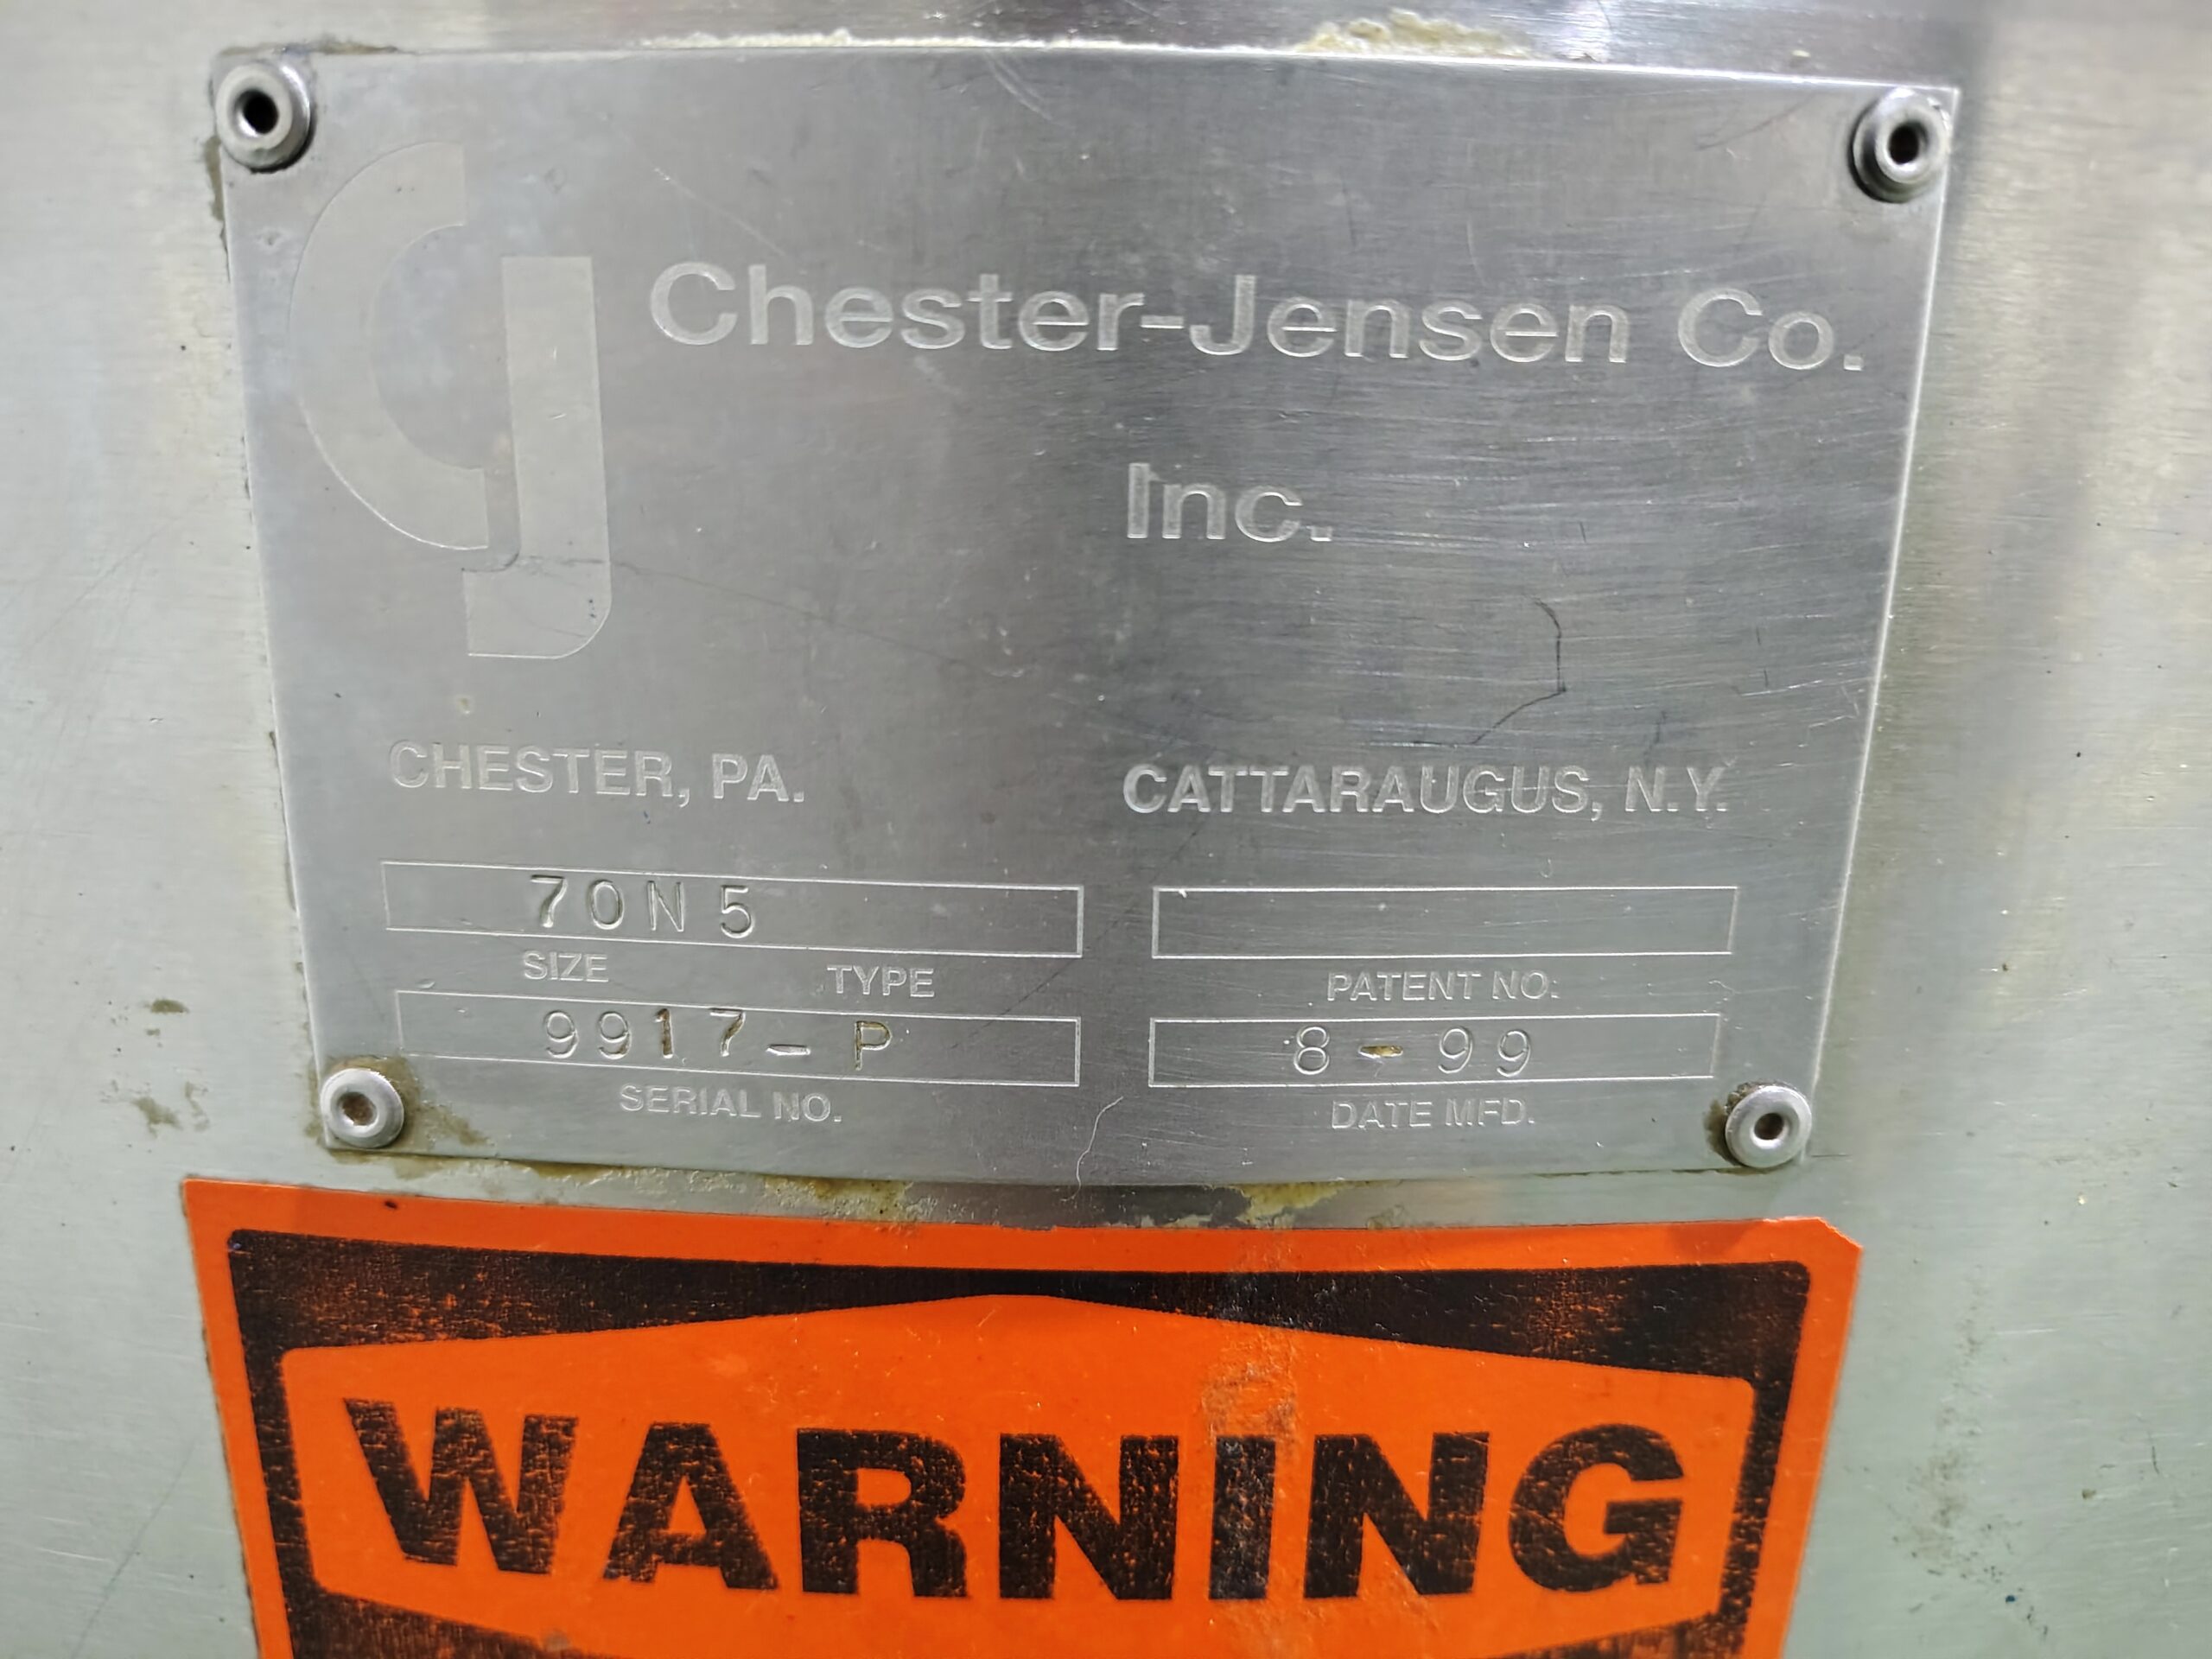 CJ
Chester-Jensen Co.
Inc.
CHESTER, PA. CATTARAUGUS, N.Y.
70N5
SIZE TYPE PATENT NO.
9917-P 8-99
SERIAL NO. DATE MFD.
WARNING